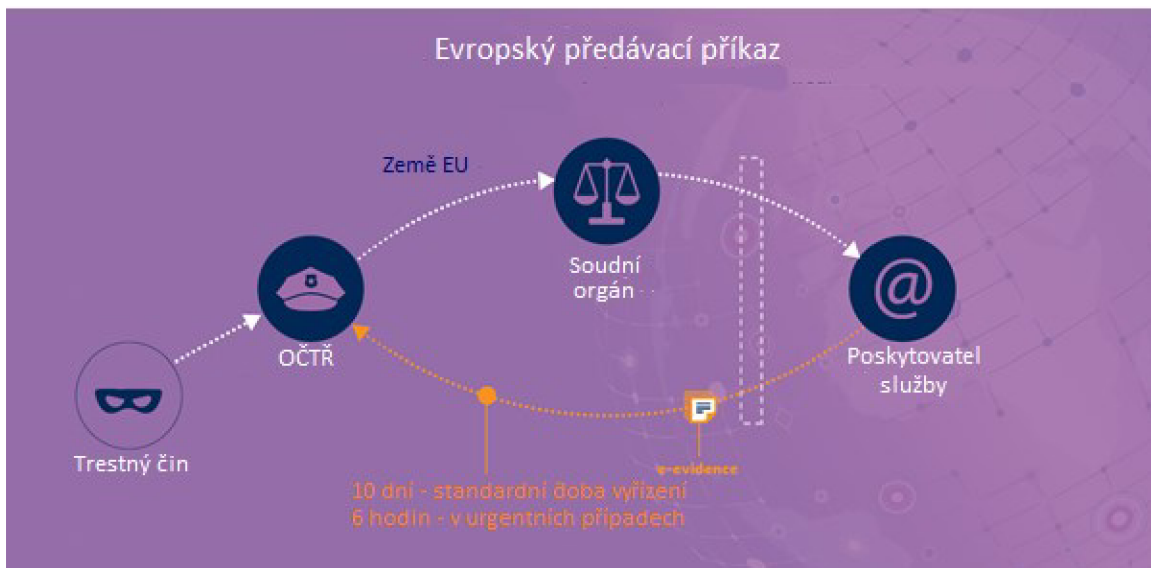 Evropský předávací příkaz
Země EU
Soudní
orgán
@
Poskytovatel
služby
OČTŘ
Trestný čin
e-evidence
10 dní - standardní doba vyřízení
6 hodin - v urgentních případech